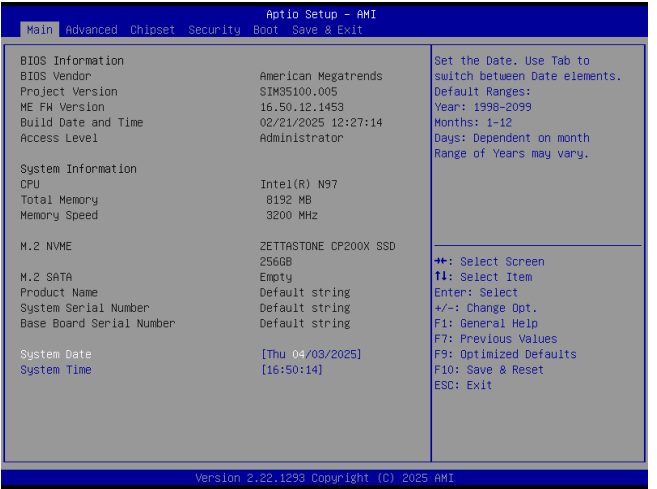 Aptio Setup – AMI
Main Advanced Chipset Security Boot Save & Exit
BIOS Information
BIOS Vendor American Megatrends
Project Version SIM35100.005
ME FW Version 16.50.12.1453
Build Date and Time 02/21/2025 12:27:14
Access Level Administrator
System Information
CPU Intel(R) N97
Total Memory 8192 MB
Memory Speed 3200 MHz
M.2 NVME ZETTASTONE CP200X SSD
256GB
M.2 SATA Empty
Product Name Default string
System Serial Number Default string
Base Board Serial Number Default string
System Date [Thu 04/03/2025]
System Time [16:50:14]
Set the Date. Use Tab to
switch between Date elements.
Default Ranges:
Year: 1998-2099
Months: 1-12
Days: Dependent on month
Range of Years may vary.
→←: Select Screen
↑↓: Select Item
Enter: Select
+/-: Change Opt.
F1: General Help
F7: Previous Values
F9: Optimized Defaults
F10: Save & Reset
ESC: Exit
Version 2.22.1293 Copyright (C) 2025 AMI